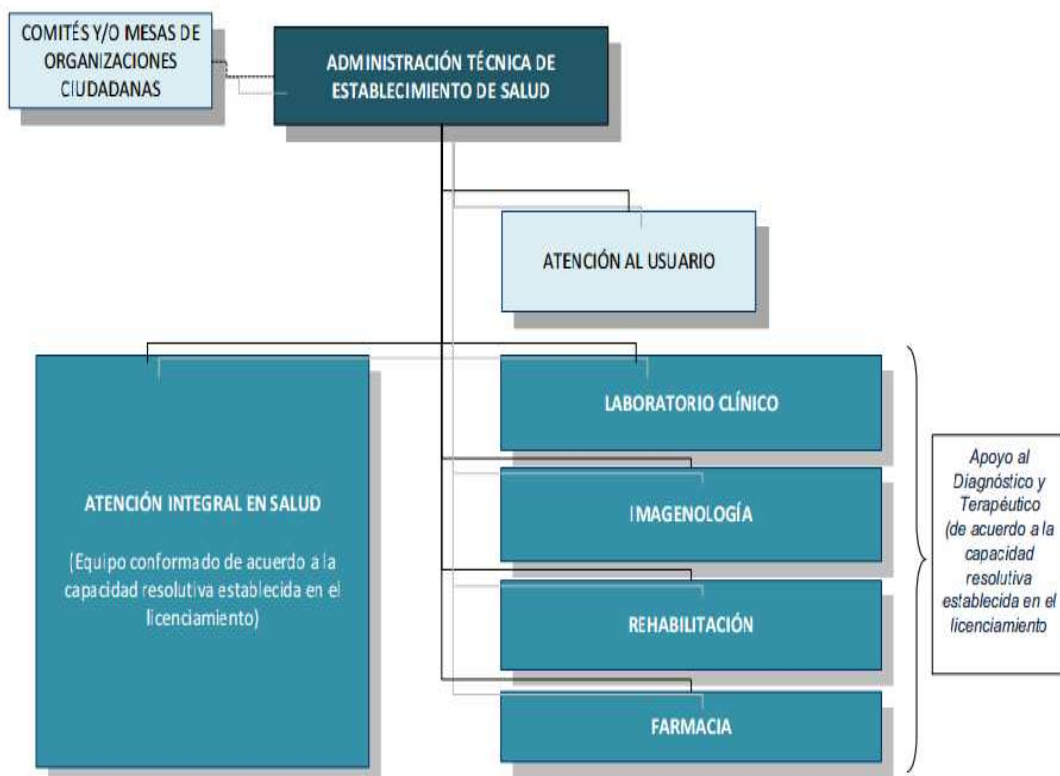 COMITÉS Y/O MESAS DE
ORGANIZACIONES
CIUDADANAS
ADMINISTRACIÓN TÉCNICA DE
ESTABLECIMIENTO DE SALUD
ATENCIÓN AL USUARIO
ATENCIÓN INTEGRAL EN SALUD
(Equipo conformado de acuerdo a la
capacidad resolutiva establecida en el
licenciamiento)
LABORATORIO CLÍNICO
IMAGENOLOGÍA
REHABILITACIÓN
FARMACIA
Apoyo al
Diagnóstico y
Terapéutico
(de acuerdo a la
capacidad
resolutiva
establecida en el
licenciamiento